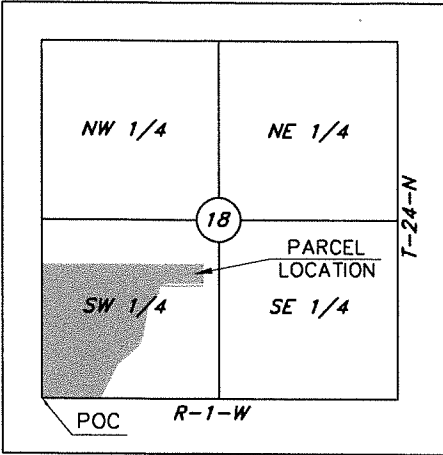 NW 1/4
NE 1/4
T-24-N
18
PARCEL
LOCATION
SW 1/4
SE 1/4
POC
R-1-W